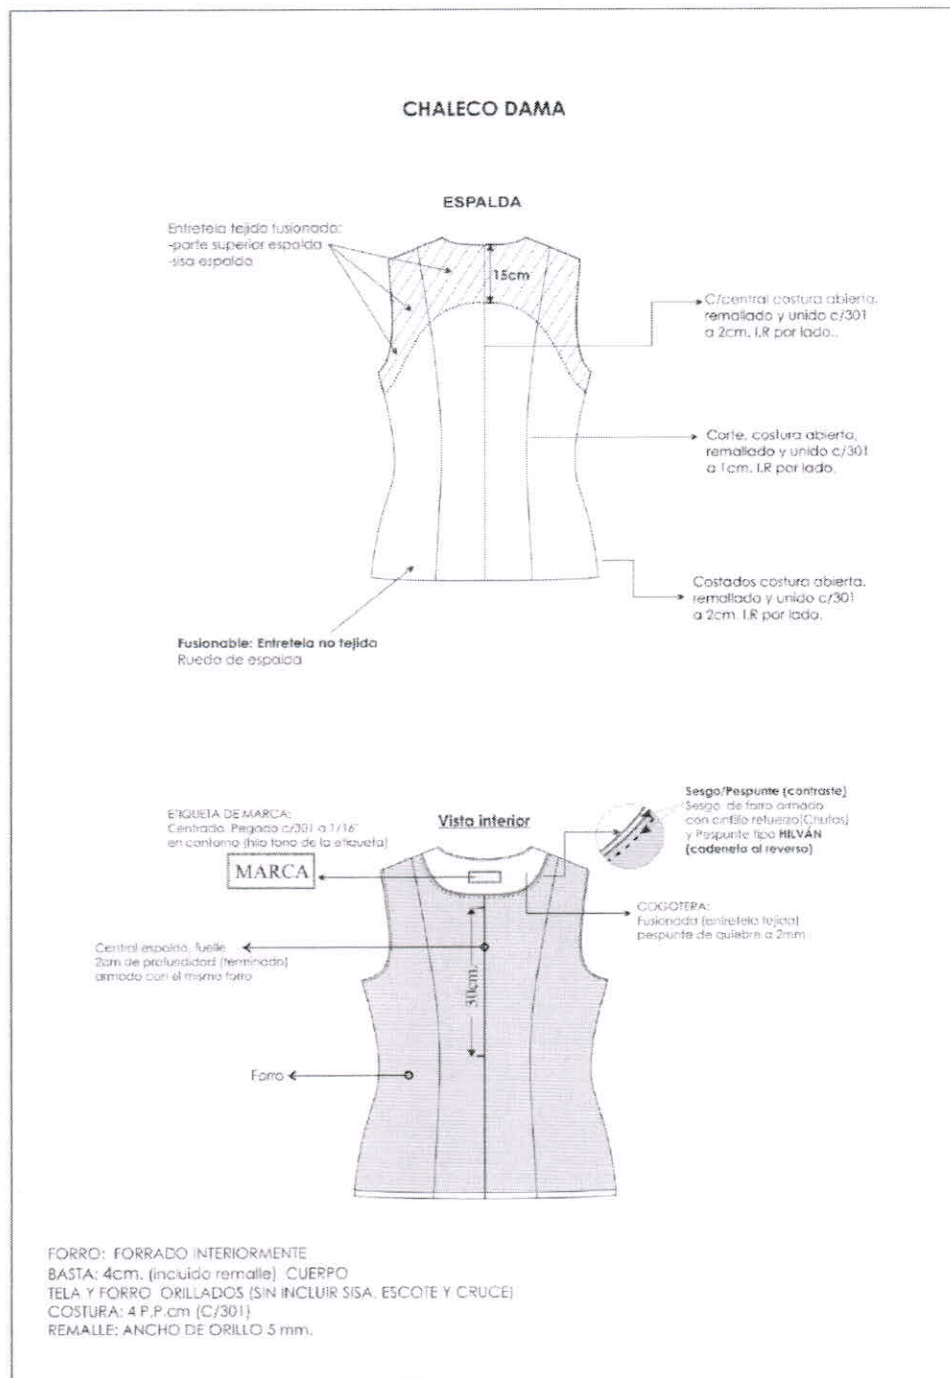 CHALECO DAMA
ESPALDA
Entretela tejido fusionado:
-parte superior espalda
-sisa espalda
15cm
C/central costura abierta,
remallado y unido c/301
a 2cm. I.R por lado..
Corte, costura abierta,
remallado y unido c/301
a 1cm. I.R por lado.
Costados costura abierta,
remallado y unido c/301
a 2cm. I.R por lado.
Fusionable: Entretela no tejida
Rueda de espalda
ETIQUETA DE MARCA:
Centrada. Pegado c/301 a 1/16"
en contorno (hilo tono de la etiqueta)
MARCA
Vista interior
Sesgo/Pespunte (contraste)
Sesgo de forro armado
con cintillo refuerzo(Chutas)
y Pespunte tipo HILVÁN
(cadeneta al reverso)
COGOTERA:
Fusionada (entretela tejida)
pespunte de quiebre a 2mm
Central espalda, fuelle
2cm de profundidad (terminado)
armado con el mismo forro
30cm.
Forro
FORRO: FORRADO INTERIORMENTE
BASTA: 4cm. (incluido remalle) CUERPO
TELA Y FORRO ORILLADOS (SIN INCLUIR SISA, ESCOTE Y CRUCE)
COSTURA: 4 P.P.cm (C/301)
REMALLE: ANCHO DE ORILLO 5 mm.